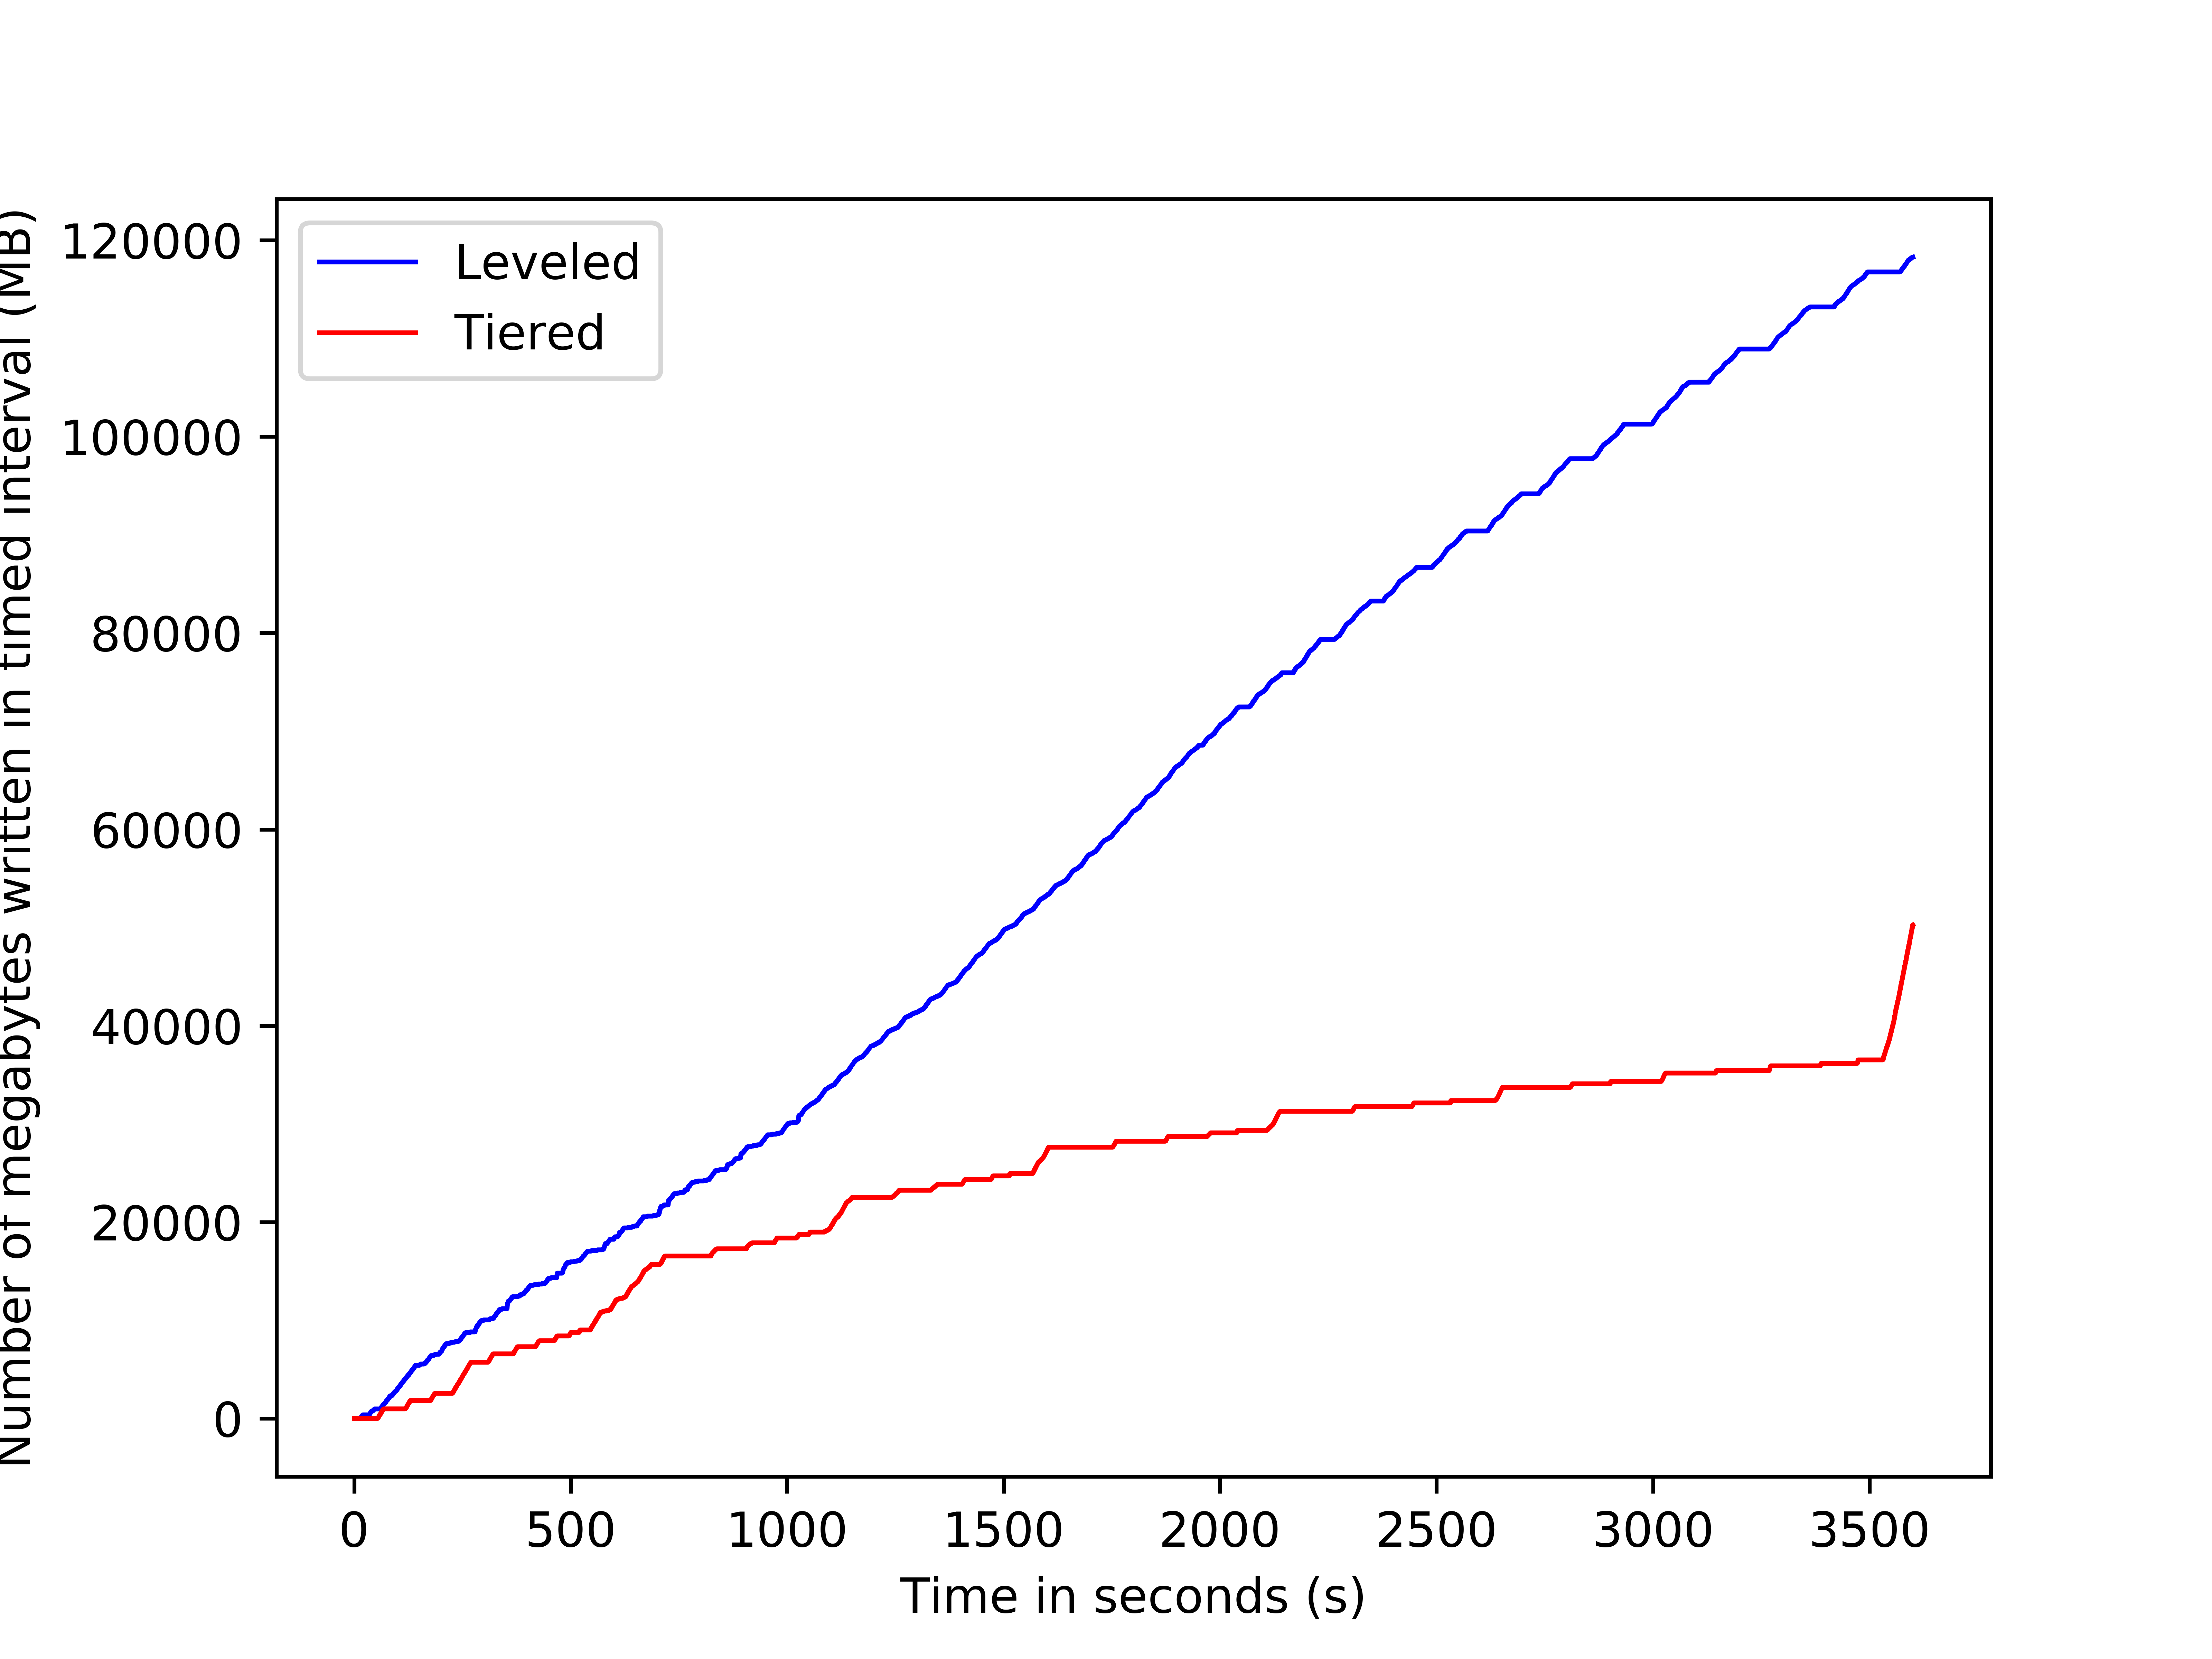 Number of megabytes written in timed interval (MB)
120000
100000
80000
60000
40000
20000
0
Leveled
Tiered
0 500 1000 1500 2000 2500 3000 3500
Time in seconds (s)